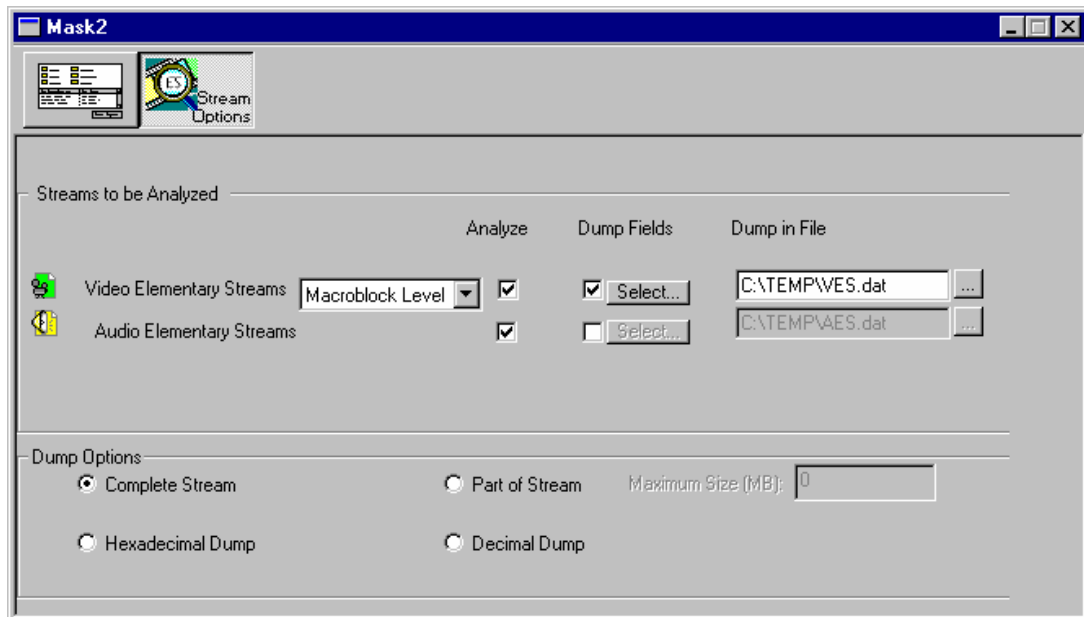 Mask2
ES
Stream
Options
Streams to be Analyzed
Analyze Dump Fields Dump in File
Video Elementary Streams Macroblock Level Select... C:\TEMP\VES.dat ...
Audio Elementary Streams Select... C:\TEMP\AES.dat ...
Dump Options
Complete Stream Part of Stream Maximum Size (MB): 0
Hexadecimal Dump Decimal Dump